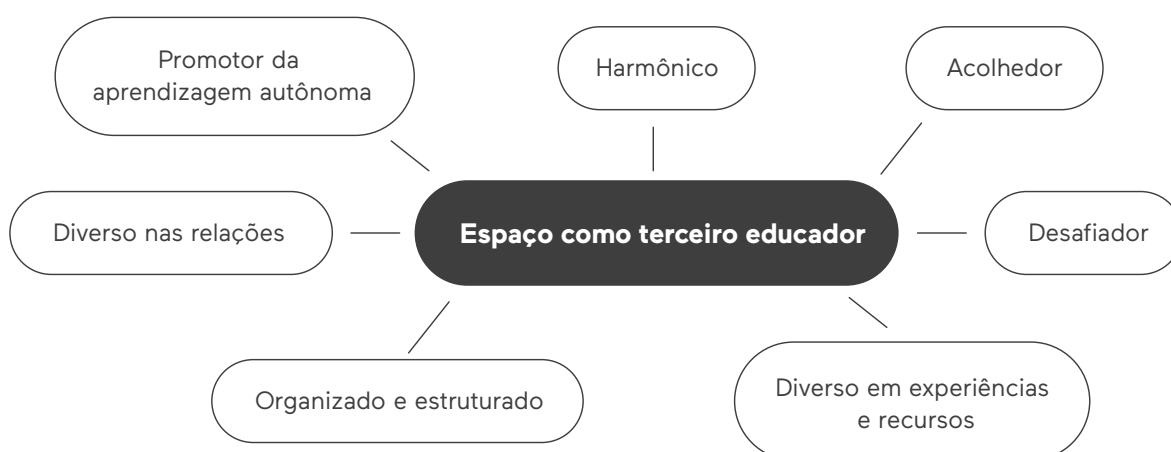 Promotor da
aprendizagem autônoma
Harmônico
Acolhedor
Diverso nas relações
Espaço como terceiro educador
Desafiador
Organizado e estruturado
Diverso em experiências
e recursos